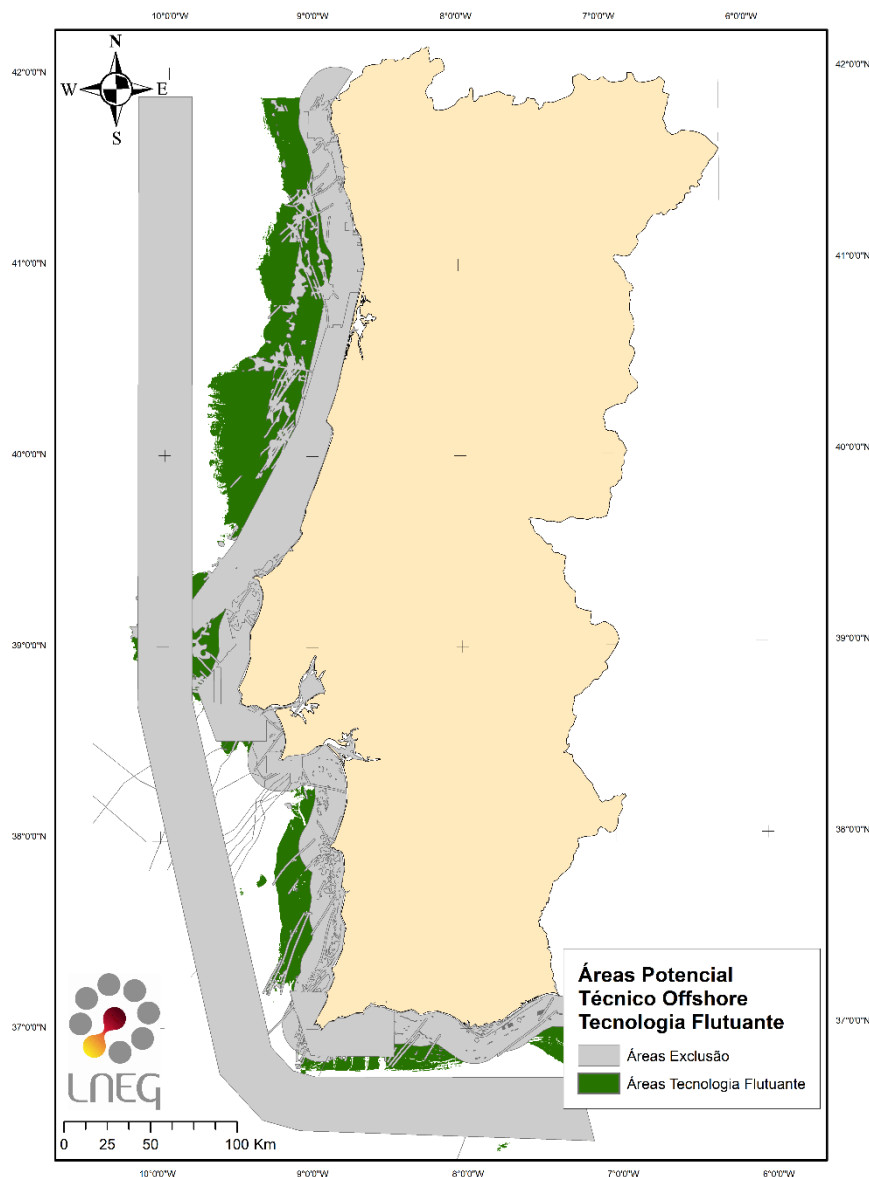 10°0'0"W 9°0'0"W 8°0'0"W 7°0'0"W 6°0'0"W
N
W E
S
42°0'0"N 42°0'0"N
41°0'0"N 41°0'0"N
40°0'0"N 40°0'0"N
39°0'0"N 39°0'0"N
38°0'0"N 38°0'0"N
37°0'0"N 37°0'0"N
Áreas Potencial
Técnico Offshore
Tecnologia Flutuante
Áreas Exclusão
Áreas Tecnologia Flutuante
LNEG
0 25 50 100 Km
10°0'0"W 9°0'0"W 8°0'0"W 7°0'0"W 6°0'0"W